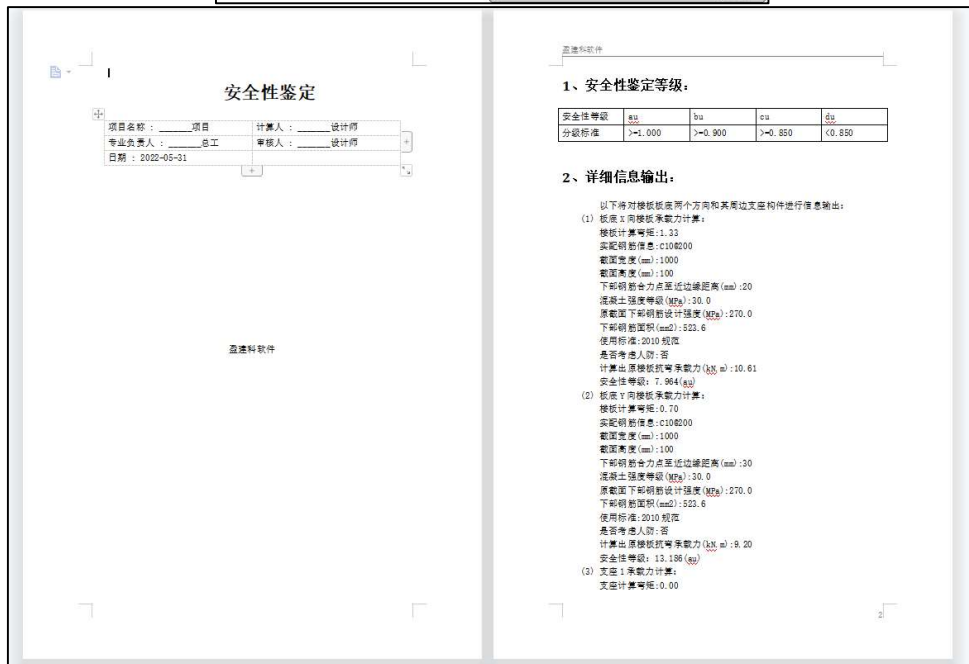 安全性鉴定
项目名称 : ______项目 计算人 : ______设计师
专业负责人 : ______总工 审核人 : ______设计师
日期 : 2022-05-31
盈建科软件
盈建科软件
1、安全性鉴定等级:
安全性等级 au bu cu du
分级标准 >=1.000 >=0.900 >=0.850 <0.850
2、详细信息输出:
以下将对楼板板底两个方向和其周边支座构件进行信息输出:
(1) 板底 X 向楼板承载力计算:
楼板计算弯矩:1.33
实配钢筋信息:C10@200
截面宽度(mm):1000
截面高度(mm):100
下部钢筋合力点至近边缘距离(mm):20
混凝土强度等级(MPa):30.0
原截面下部钢筋设计强度(MPa):270.0
下部钢筋面积(mm2):523.6
使用标准:2010 规范
是否考虑人防:否
计算出原楼板抗弯承载力(kN.m):10.61
安全性等级: 7.964(au)
(2) 板底 Y 向楼板承载力计算:
楼板计算弯矩:0.70
实配钢筋信息:C10@200
截面宽度(mm):1000
截面高度(mm):100
下部钢筋合力点至近边缘距离(mm):30
混凝土强度等级(MPa):30.0
原截面下部钢筋设计强度(MPa):270.0
下部钢筋面积(mm2):523.6
使用标准:2010 规范
是否考虑人防:否
计算出原楼板抗弯承载力(kN.m):9.20
安全性等级: 13.186(au)
(3) 支座 1 承载力计算:
支座计算弯矩:0.00
2